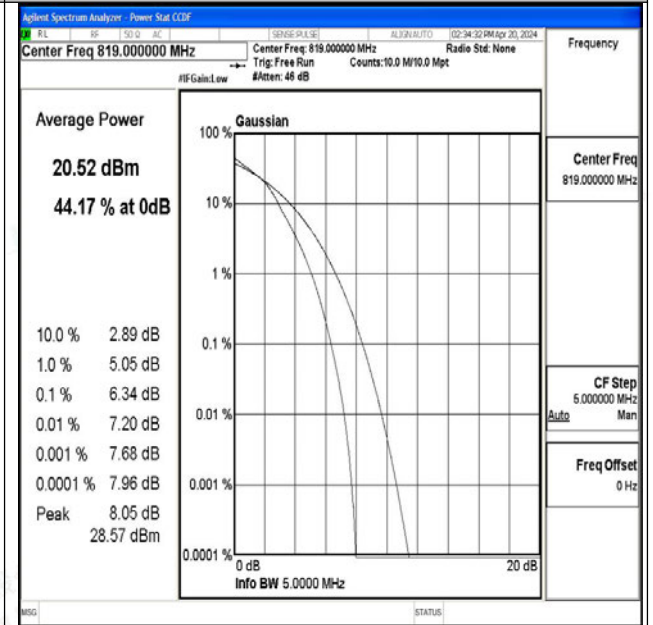 Agilent Spectrum Analyzer - Power Stat CCDF
RL RF 50 Ω AC SENSE:PULSE ALIGN AUTO 02:34:32 PM Apr 20, 2024
Center Freq 819.000000 MHz
Center Freq: 819.000000 MHz Radio Std: None
Trig: Free Run Counts:10.0 M/10.0 Mpt
#IFGain:Low #Atten: 46 dB
Frequency
Average Power
20.52 dBm
44.17 % at 0dB
10.0 % 2.89 dB
1.0 % 5.05 dB
0.1 % 6.34 dB
0.01 % 7.20 dB
0.001 % 7.68 dB
0.0001 % 7.96 dB
Peak 8.05 dB
28.57 dBm
Gaussian
100 %
10 %
1 %
0.1 %
0.01 %
0.001 %
0.0001 %
0 dB 20 dB
Info BW 5.0000 MHz
Center Freq
819.000000 MHz
CF Step
5.000000 MHz
Auto Man
Freq Offset
0 Hz
MSG STATUS